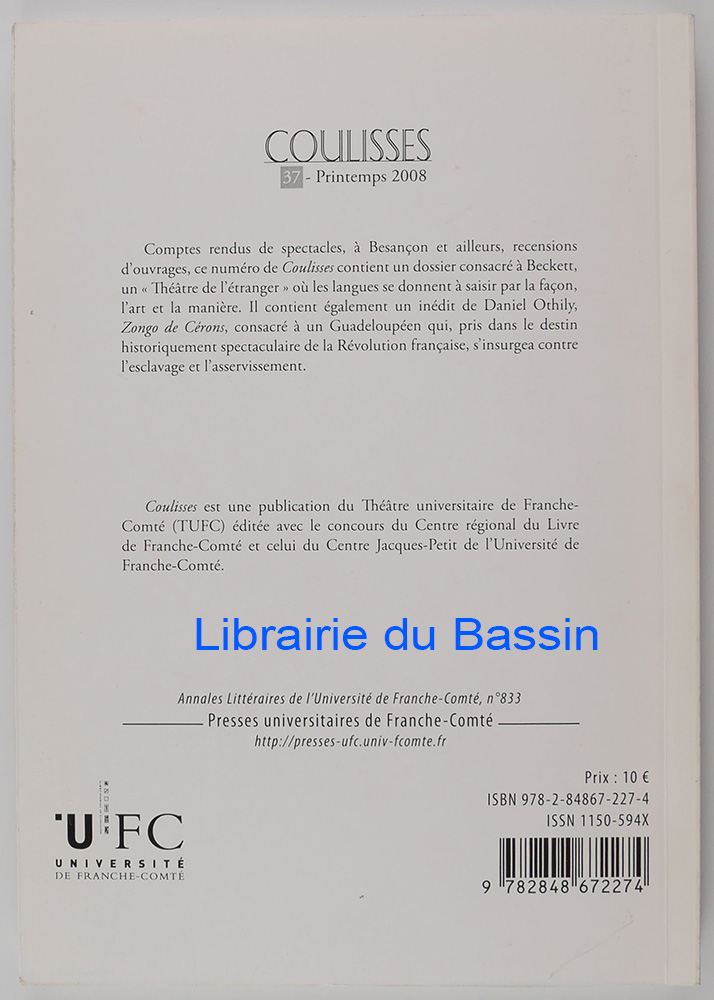 COULISSES
37 - Printemps 2008
Comptes rendus de spectacles, à Besançon et ailleurs, recensions
d'ouvrages, ce numéro de Coulisses contient un dossier consacré à Beckett,
un « Théâtre de l'étranger » où les langues se donnent à saisir par la façon,
l'art et la manière. Il contient également un inédit de Daniel Othily,
Zongo de Cérons, consacré à un Guadeloupéen qui, pris dans le destin
historiquement spectaculaire de la Révolution française, s'insurgea contre
l'esclavage et l'asservissement.
Coulisses est une publication du Théâtre universitaire de Franche-
Comté (TUFC) éditée avec le concours du Centre régional du Livre
de Franche-Comté et celui du Centre Jacques-Petit de l'Université de
Franche-Comté.
Librairie du Bassin
Annales Littéraires de l'Université de Franche-Comté, n°833
Presses universitaires de Franche-Comté
http://presses-ufc.univ-fcomte.fr
Prix : 10 €
ISBN 978-2-84867-227-4
ISSN 1150-594X
9 782848 672274
UFC
UNIVERSITÉ
DE FRANCHE-COMTÉ